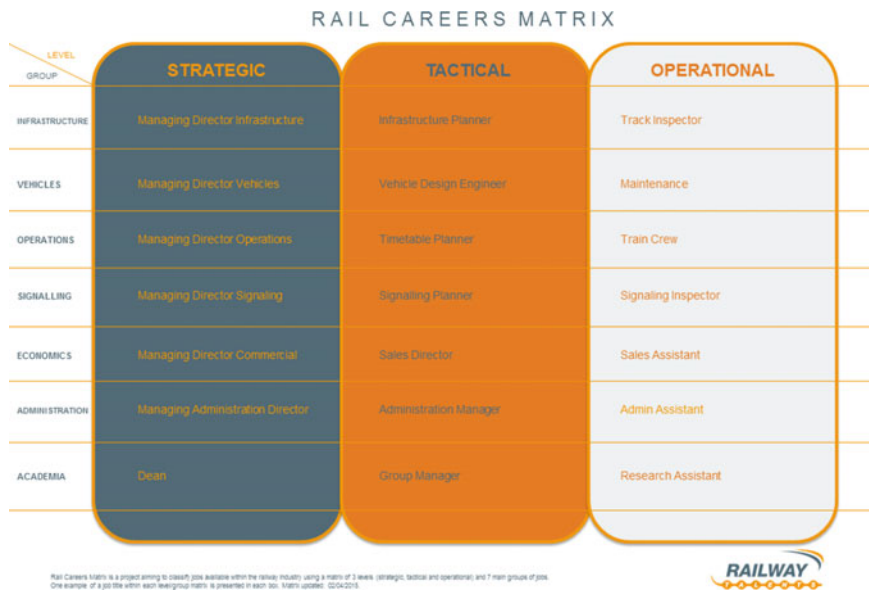 RAIL CAREERS MATRIX
LEVEL
GROUP
STRATEGIC TACTICAL OPERATIONAL
INFRASTRUCTURE Managing Director Infrastructure Infrastructure Planner Track Inspector
VEHICLES Managing Director Vehicles Vehicle Design Engineer Maintenance
OPERATIONS Managing Director Operations Timetable Planner Train Crew
SIGNALLING Managing Director Signaling Signalling Planner Signaling Inspector
ECONOMICS Managing Director Commercial Sales Director Sales Assistant
ADMINISTRATION Managing Administration Director Administration Manager Admin Assistant
ACADEMIA Dean Group Manager Research Assistant
Rail Careers Matrix is a project aiming to classify jobs available within the railway industry using a matrix of 3 levels (strategic, tactical and operational) and 7 main groups of jobs.
One example of a job title within each level/group matrix is presented in each box. Matrix updated: 02/04/2015.
RAILWAY
TALENTS